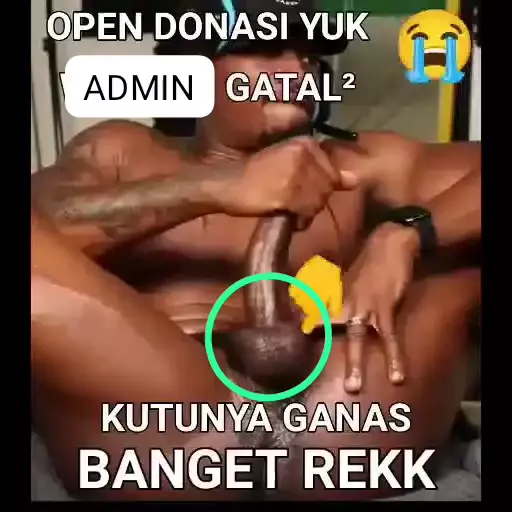 OPEN DONASI YUK
ADMIN GATAL²
KUTUNYA GANAS
BANGET REKK